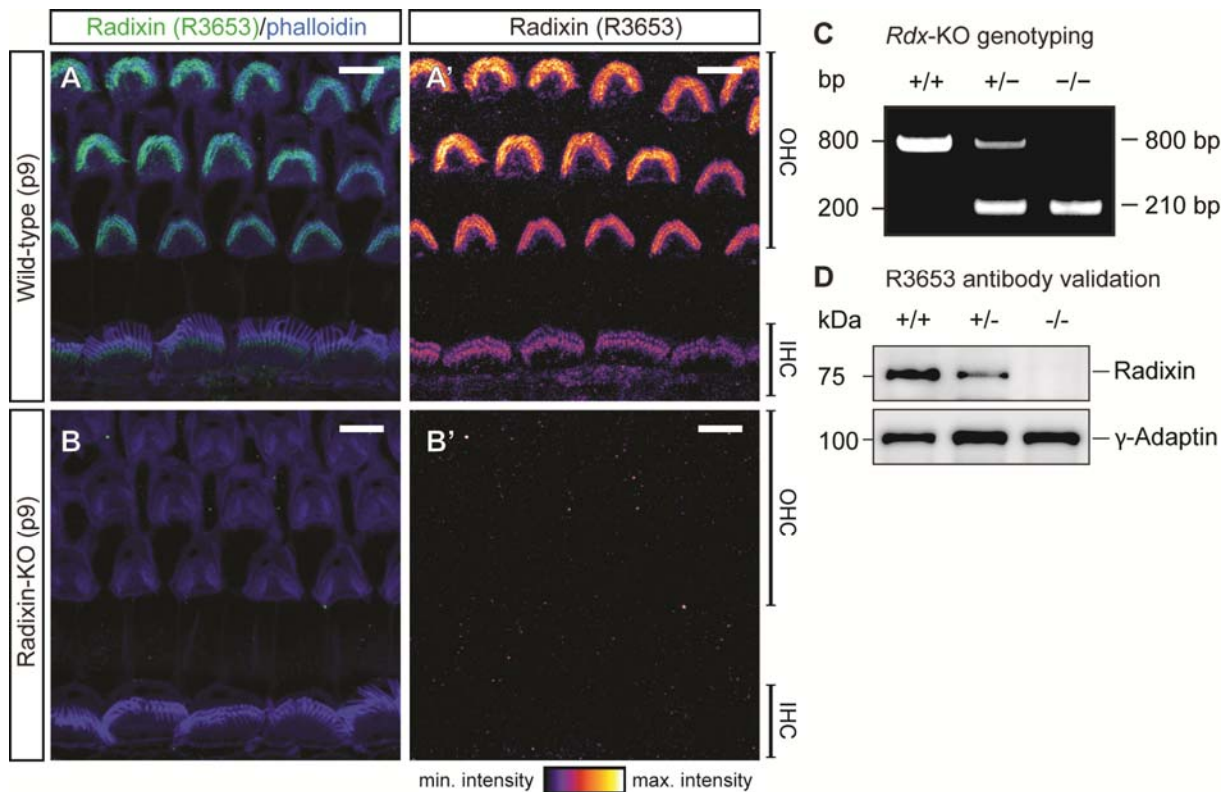 Radixin (R3653)/phalloidin
Radixin (R3653)
Wild-type (p9)
A
A'
OHC
IHC
Radixin-KO (p9)
B
B'
OHC
IHC
min. intensity
max. intensity
C
Rdx-KO genotyping
bp
+/+
+/−
−/−
800
800 bp
200
210 bp
D
R3653 antibody validation
kDa
+/+
+/-
-/-
75
Radixin
100
γ-Adaptin